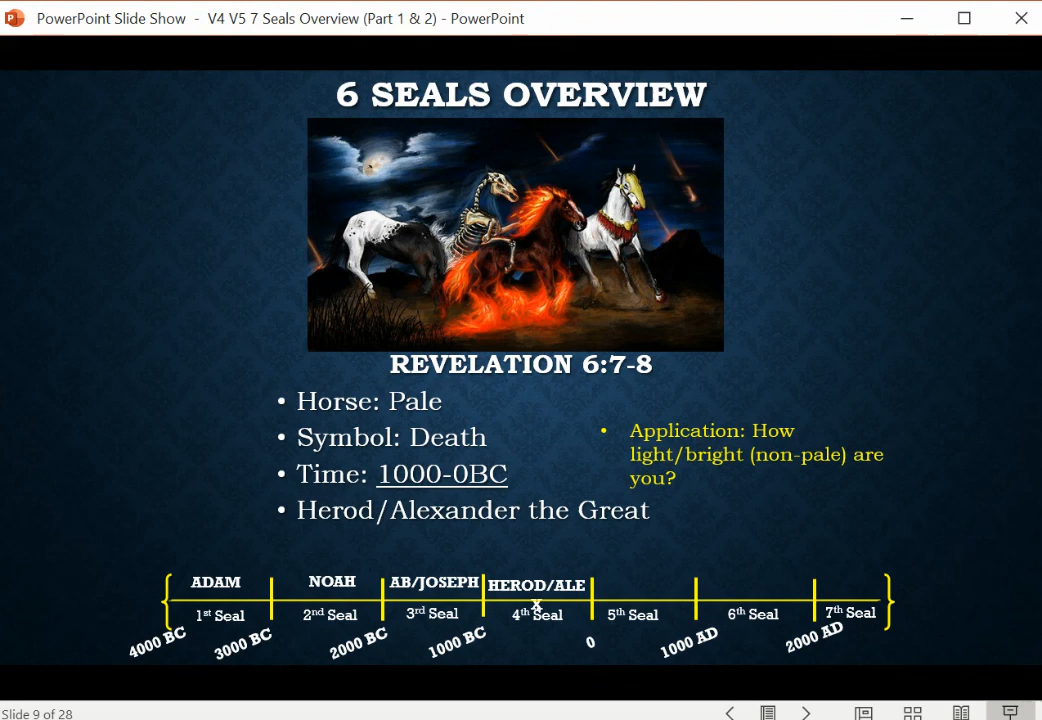 PowerPoint Slide Show - V4 V5 7 Seals Overview (Part 1 & 2) - PowerPoint
6 SEALS OVERVIEW
REVELATION 6:7-8
• Horse: Pale
• Symbol: Death
• Time: 1000-0BC
• Herod/Alexander the Great
• Application: How
light/bright (non-pale) are
you?
ADAM
NOAH
AB/JOSEPH
HEROD/ALE
X
1st Seal
2nd Seal
3rd Seal
4th Seal
5th Seal
6th Seal
7th Seal
4000 BC
3000 BC
2000 BC
1000 BC
0
1000 AD
2000 AD
Slide 9 of 28